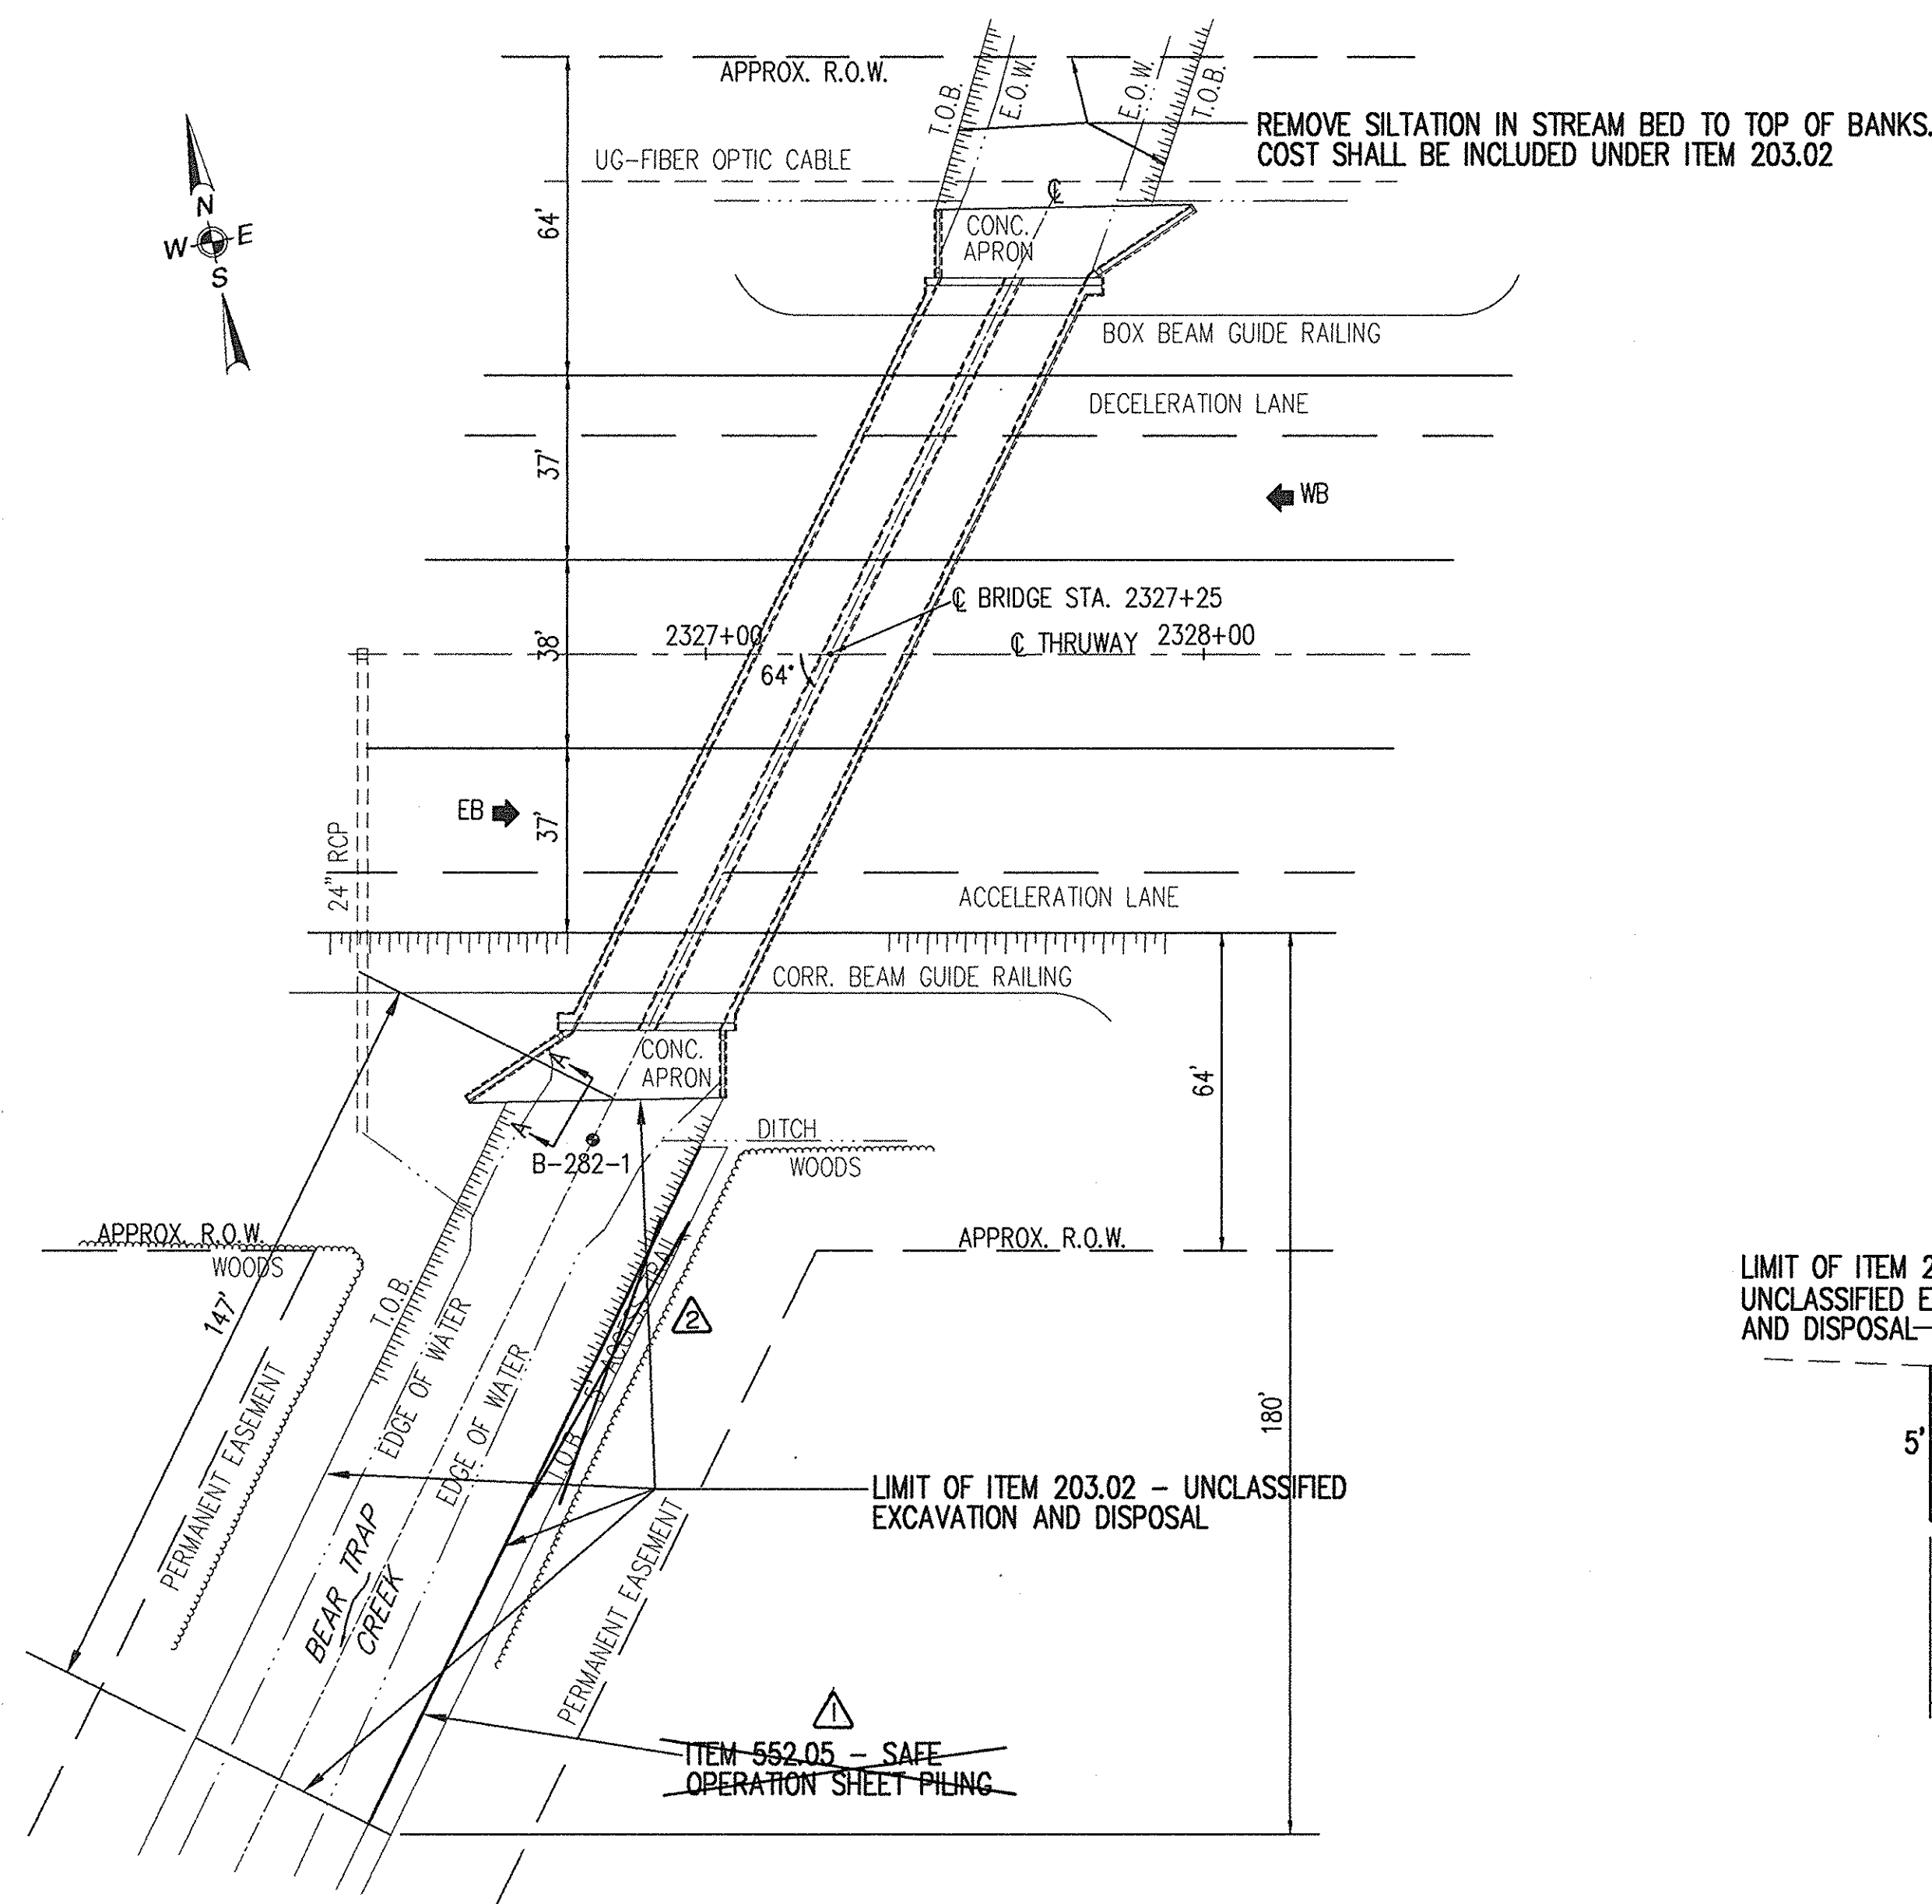 APPROX. R.O.W.
T.O.B.
E.O.W.
E.O.W.
T.O.B.
REMOVE SILTATION IN STREAM BED TO TOP OF BANKS.
COST SHALL BE INCLUDED UNDER ITEM 203.02
UG-FIBER OPTIC CABLE
N
W E
S
64'
℄
CONC.
APRON
BOX BEAM GUIDE RAILING
DECELERATION LANE
37'
WB
℄ BRIDGE STA. 2327+25
2327+00
℄ THRUWAY 2328+00
38'
64°
EB
37'
24" RCP
ACCELERATION LANE
CORR. BEAM GUIDE RAILING
CONC.
APRON
A
A
64'
DITCH
WOODS
B-282-1
APPROX. R.O.W.
WOODS
APPROX. R.O.W.
147'
T.O.B.
EDGE OF WATER
EDGE OF WATER
T.O.B.
5' ACCESS TRAIL
2
PERMANENT EASEMENT
180'
LIMIT OF ITEM 2
UNCLASSIFIED E
AND DISPOSAL
5'
LIMIT OF ITEM 203.02 - UNCLASSIFIED
EXCAVATION AND DISPOSAL
BEAR TRAP
CREEK
PERMANENT EASEMENT
1
ITEM 552.05 - SAFE
OPERATION SHEET PILING